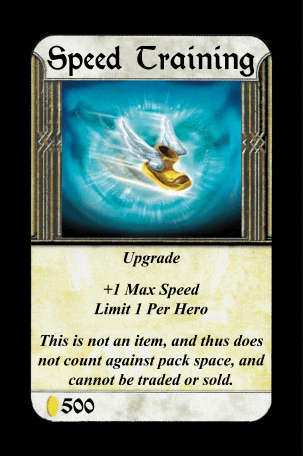 Speed Training
Upgrade
+1 Max Speed
Limit 1 Per Hero
This is not an item, and thus does
not count against pack space, and
cannot be traded or sold.
500